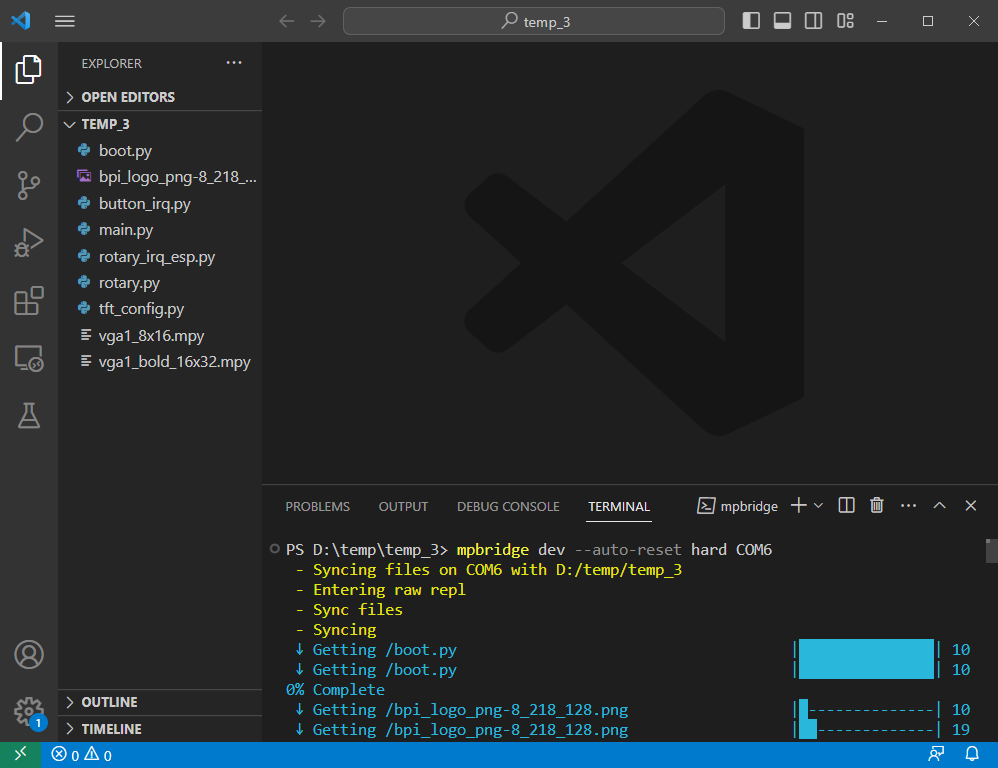 temp_3
EXPLORER
OPEN EDITORS
TEMP_3
boot.py
bpi_logo_png-8_218_...
button_irq.py
main.py
rotary_irq_esp.py
rotary.py
tft_config.py
vga1_8x16.mpy
vga1_bold_16x32.mpy
OUTLINE
TIMELINE
1
PROBLEMS OUTPUT DEBUG CONSOLE TERMINAL mpbridge
PS D:\temp\temp_3> mpbridge dev --auto-reset hard COM6
- Syncing files on COM6 with D:/temp/temp_3
- Entering raw repl
- Sync files
- Syncing
↓ Getting /boot.py | | 10
↓ Getting /boot.py | | 10
0% Complete
↓ Getting /bpi_logo_png-8_218_128.png | --------------| 10
↓ Getting /bpi_logo_png-8_218_128.png | -------------| 19
0 0